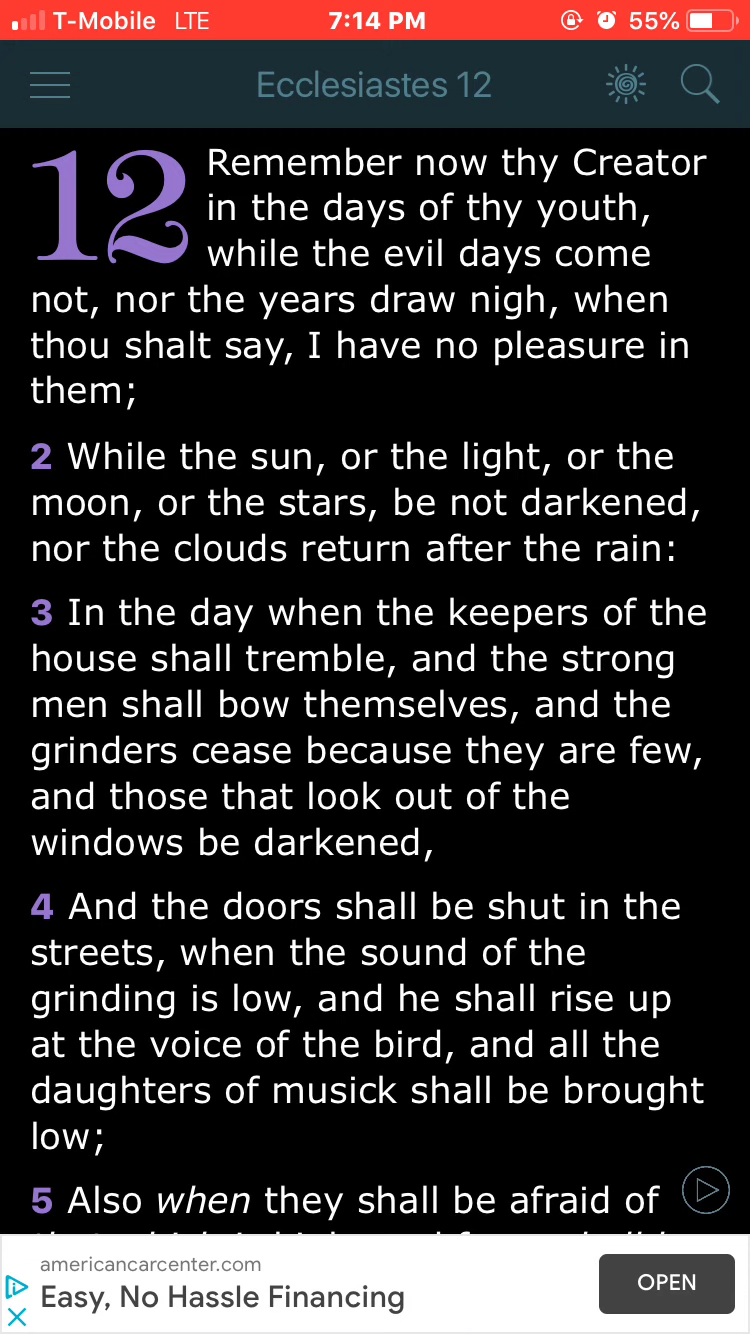 T-Mobile LTE 7:14 PM 55%
Ecclesiastes 12
12 Remember now thy Creator
in the days of thy youth,
while the evil days come
not, nor the years draw nigh, when
thou shalt say, I have no pleasure in
them;
2 While the sun, or the light, or the
moon, or the stars, be not darkened,
nor the clouds return after the rain:
3 In the day when the keepers of the
house shall tremble, and the strong
men shall bow themselves, and the
grinders cease because they are few,
and those that look out of the
windows be darkened,
4 And the doors shall be shut in the
streets, when the sound of the
grinding is low, and he shall rise up
at the voice of the bird, and all the
daughters of musick shall be brought
low;
5 Also when they shall be afraid of
americancarcenter.com
Easy, No Hassle Financing
OPEN